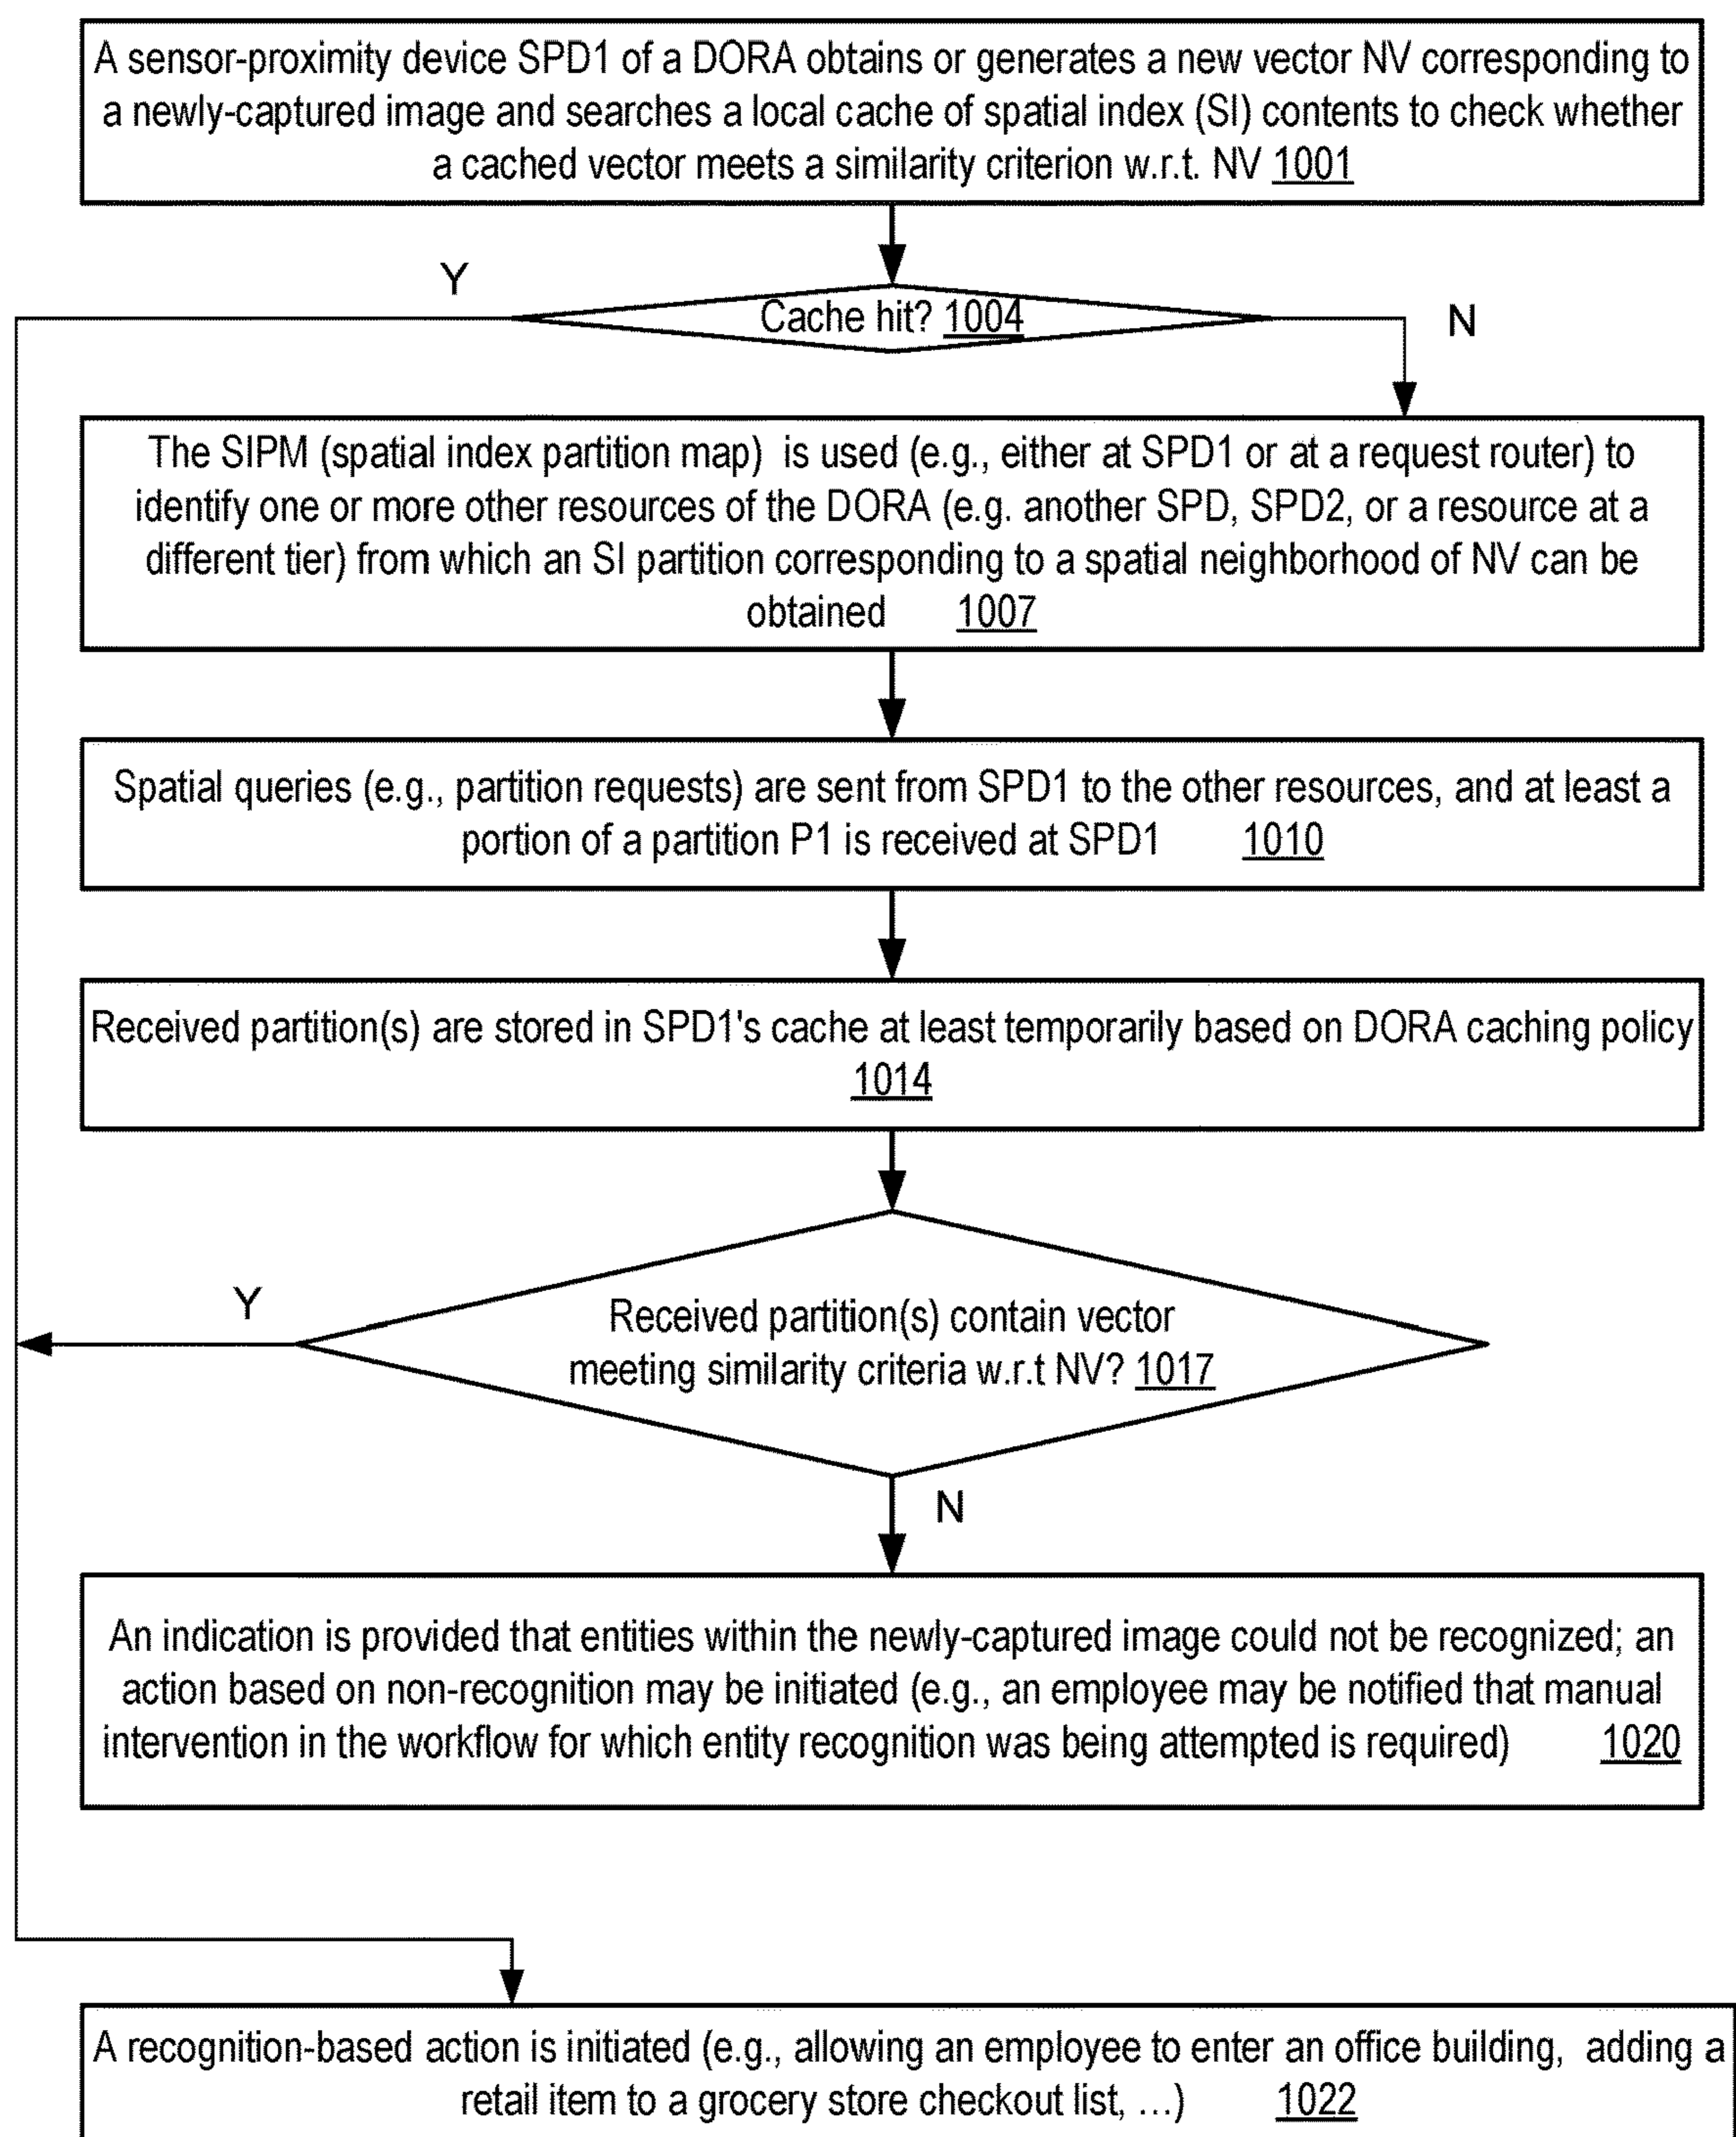 A sensor-proximity device SPD1 of a DORA obtains or generates a new vector NV corresponding to
a newly-captured image and searches a local cache of spatial index (SI) contents to check whether
a cached vector meets a similarity criterion w.r.t. NV 1001
Y
Cache hit? 1004
N
The SIPM (spatial index partition map) is used (e.g., either at SPD1 or at a request router) to
identify one or more other resources of the DORA (e.g. another SPD, SPD2, or a resource at a
different tier) from which an SI partition corresponding to a spatial neighborhood of NV can be
obtained 1007
Spatial queries (e.g., partition requests) are sent from SPD1 to the other resources, and at least a
portion of a partition P1 is received at SPD1 1010
Received partition(s) are stored in SPD1's cache at least temporarily based on DORA caching policy
1014
Y
Received partition(s) contain vector
meeting similarity criteria w.r.t NV? 1017
N
An indication is provided that entities within the newly-captured image could not be recognized; an
action based on non-recognition may be initiated (e.g., an employee may be notified that manual
intervention in the workflow for which entity recognition was being attempted is required) 1020
A recognition-based action is initiated (e.g., allowing an employee to enter an office building, adding a
retail item to a grocery store checkout list, …) 1022